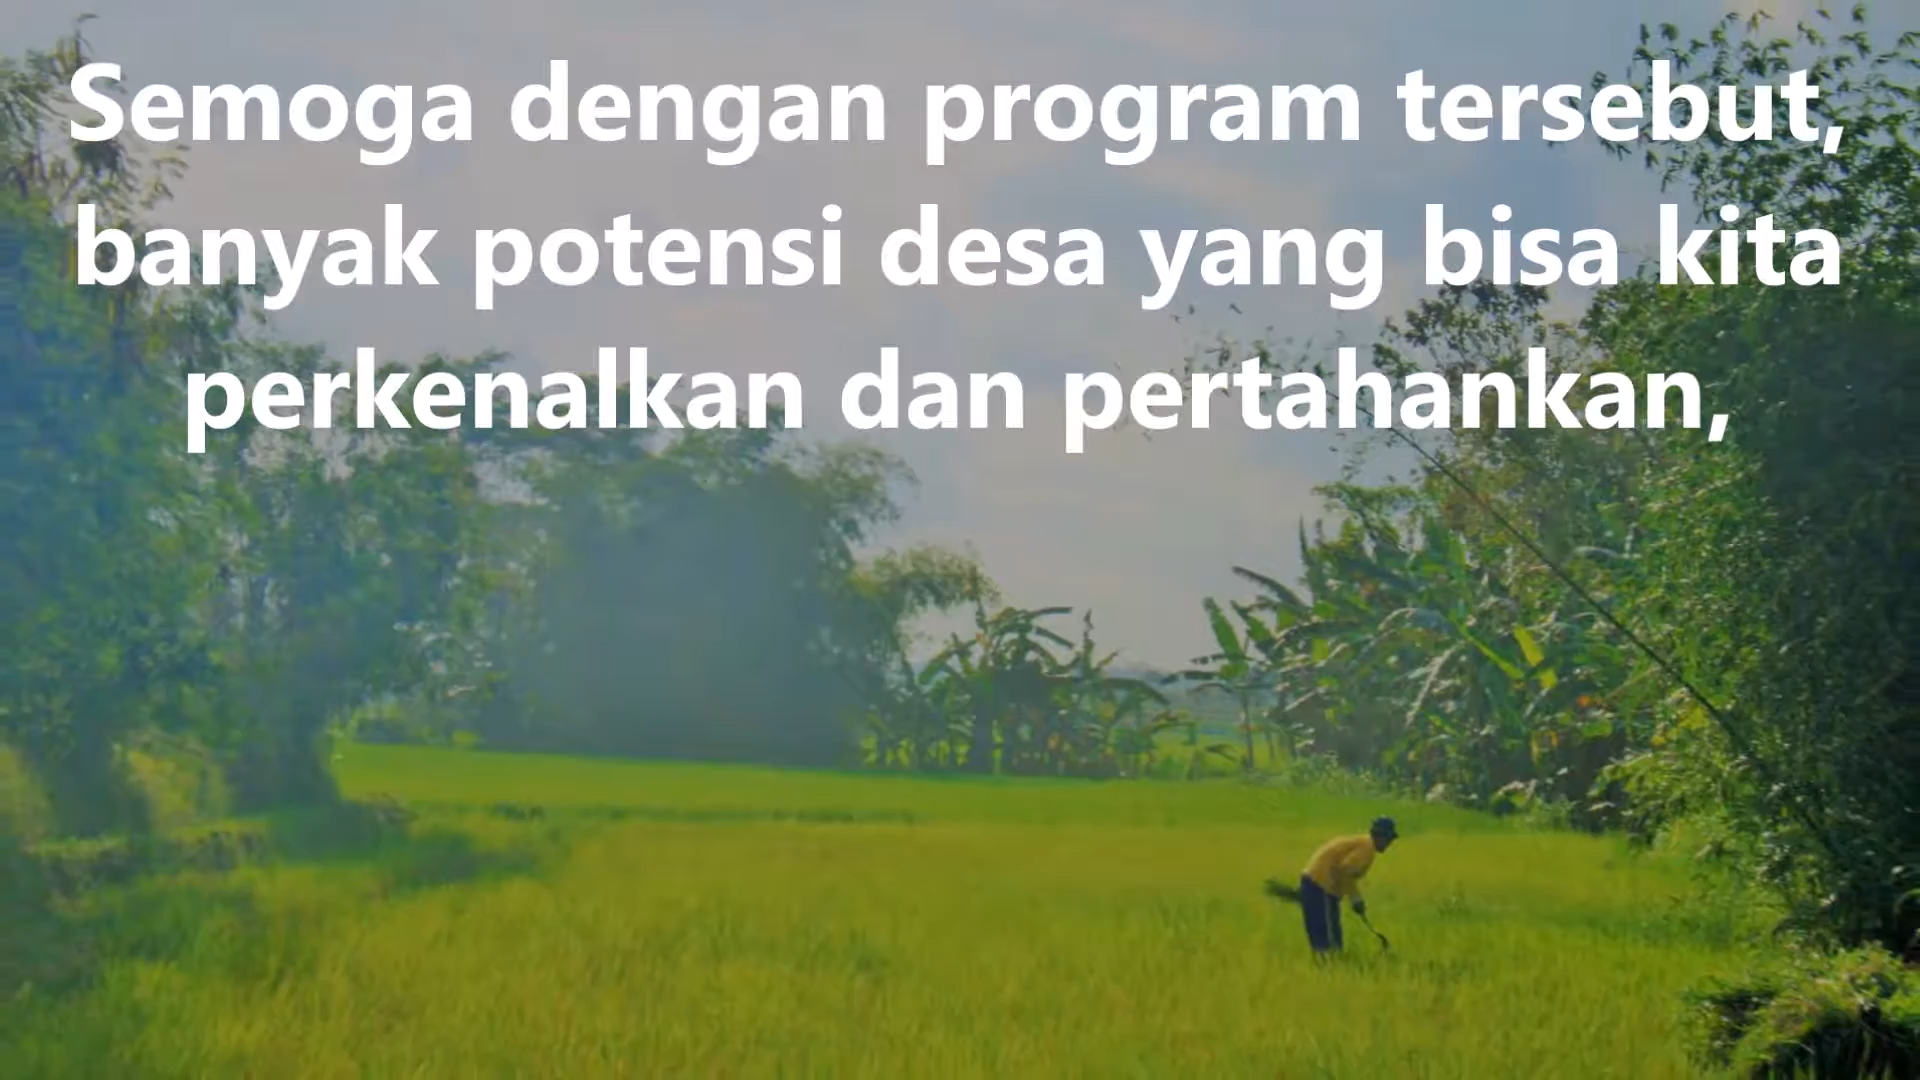 Semoga dengan program tersebut,
banyak potensi desa yang bisa kita
perkenalkan dan pertahankan,